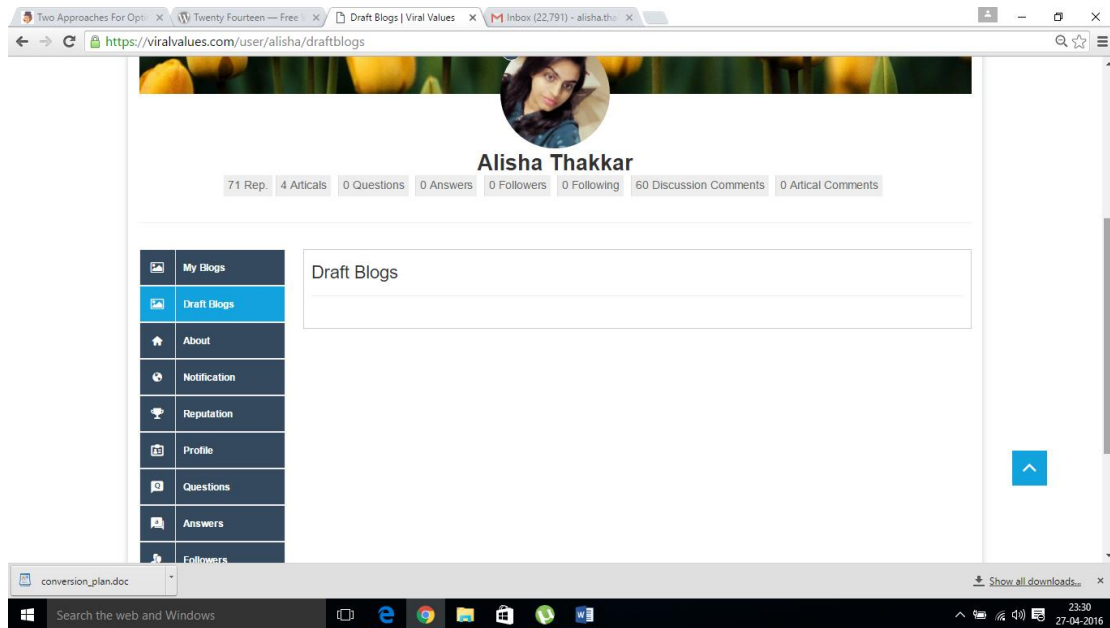 Two Approaches For Opti
Twenty Fourteen — Free
Draft Blogs | Viral Values
Inbox (22,791) - alisha.tha
https://viralvalues.com/user/alisha/draftblogs
Alisha Thakkar
71 Rep. 4 Articals 0 Questions 0 Answers 0 Followers 0 Following 60 Discussion Comments 0 Artical Comments
My Blogs
Draft Blogs
Draft Blogs
About
Notification
Reputation
Profile
Questions
Answers
Followers
conversion_plan.doc
Show all downloads...
Search the web and Windows
23:30
27-04-2016